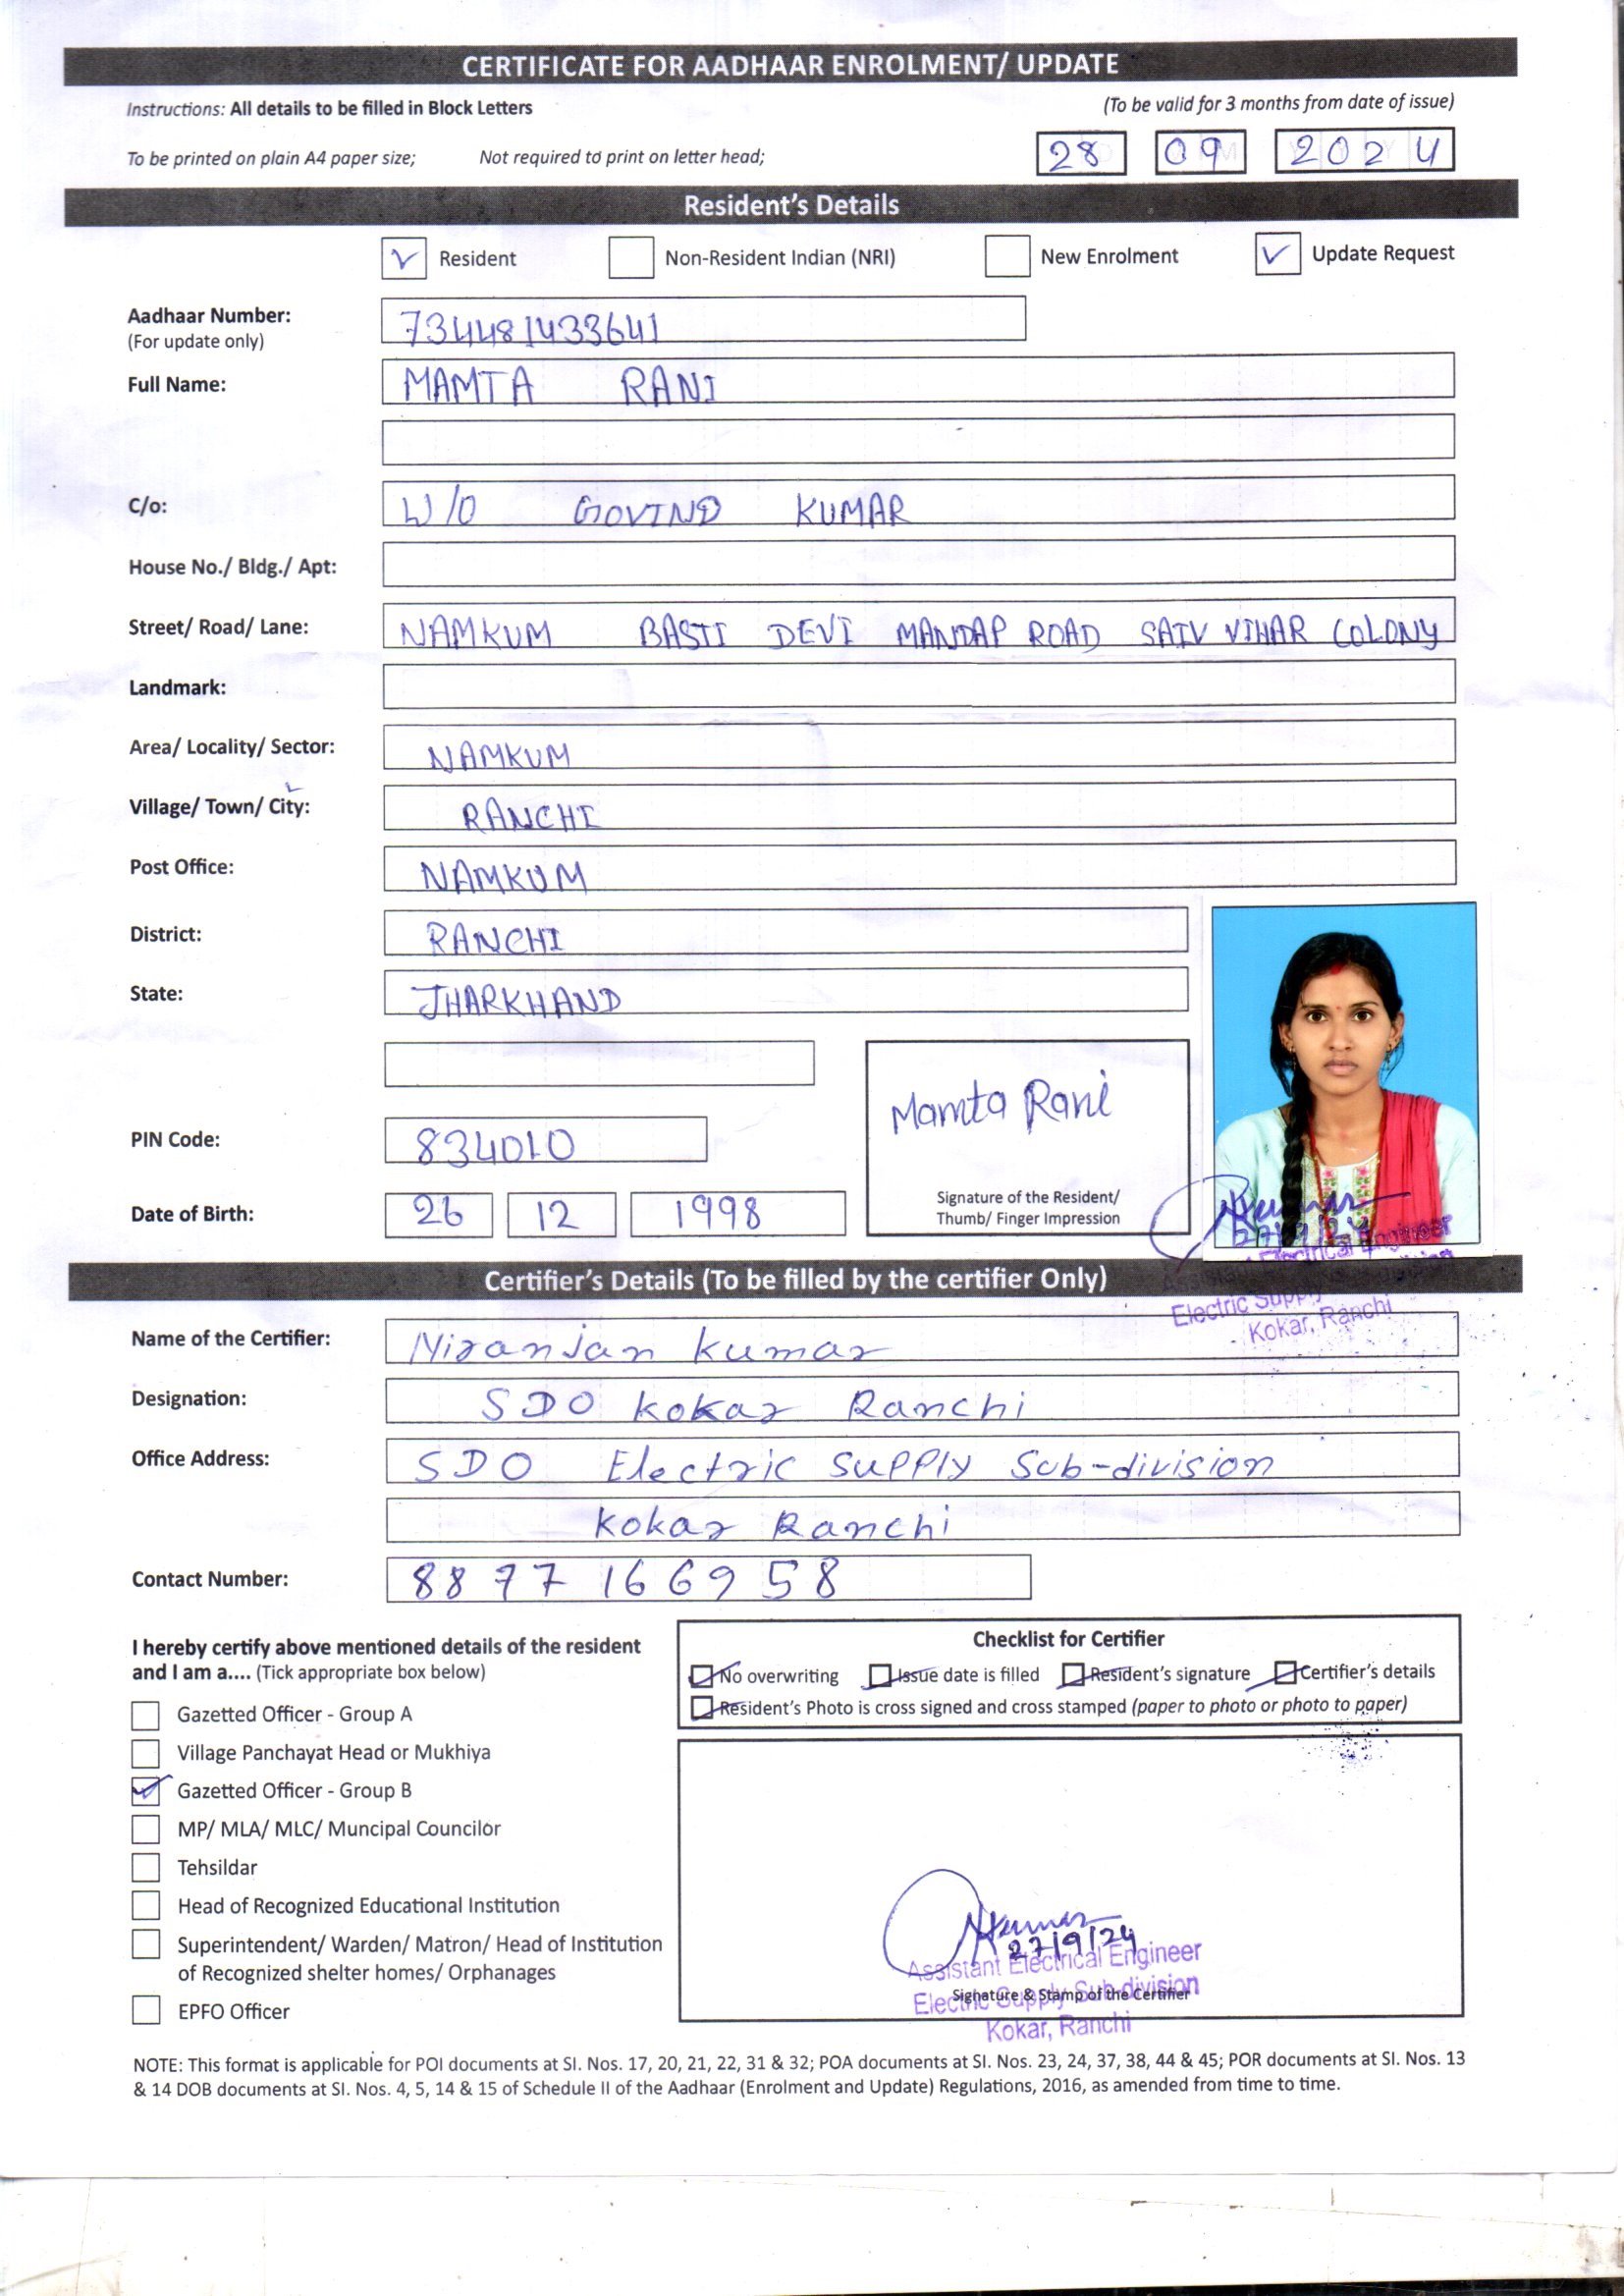 CERTIFICATE FOR AADHAAR ENROLMENT/ UPDATE
Instructions: All details to be filled in Block Letters
(To be valid for 3 months from date of issue)
To be printed on plain A4 paper size; Not required to print on letter head;
28 09 2024
Resident's Details
Resident Non-Resident Indian (NRI) New Enrolment Update Request
Aadhaar Number: 734481433641
(For update only)
Full Name: MAMTA RANI
C/o: W/O GOVIND KUMAR
House No./ Bldg./ Apt:
Street/ Road/ Lane: NAMKUM BASTI DEVI MANDAP ROAD VIHAR COLONY
Landmark:
Area/ Locality/ Sector: NAMKUM
Village/ Town/ City: RANCHI
Post Office: NAMKUM
District: RANCHI
State: JHARKHAND
Mamta Rani
PIN Code: 834010
Signature of the Resident/
Thumb/ Finger Impression
Date of Birth: 26 12 1998
Electrical Engineer
Certifier's Details (To be filled by the certifier Only)
Electric Supply
Kokar, Ranchi
Name of the Certifier: Niranjan kumar
Designation: SDO kokar Ranchi
Office Address: SDO Electric Supply Sub-division
kokar Ranchi
Contact Number: 8877166958
I hereby certify above mentioned details of the resident
and I am a.... (Tick appropriate box below)
Checklist for Certifier
No overwriting Issue date is filled Resident's signature Certifier's details
Resident's Photo is cross signed and cross stamped (paper to photo or photo to paper)
Gazetted Officer - Group A
Village Panchayat Head or Mukhiya
Gazetted Officer - Group B
MP/ MLA/ MLC/ Muncipal Councilor
Tehsildar
Head of Recognized Educational Institution
Superintendent/ Warden/ Matron/ Head of Institution
of Recognized shelter homes/ Orphanages
EPFO Officer
NKumar
27/9/24
Assistant Electrical Engineer
Electric Supply Sub-division
Signature & Stamp of the Certifier
Kokar, Ranchi
NOTE: This format is applicable for POI documents at SI. Nos. 17, 20, 21, 22, 31 & 32; POA documents at SI. Nos. 23, 24, 37, 38, 44 & 45; POR documents at SI. Nos. 13
& 14 DOB documents at SI. Nos. 4, 5, 14 & 15 of Schedule II of the Aadhaar (Enrolment and Update) Regulations, 2016, as amended from time to time.